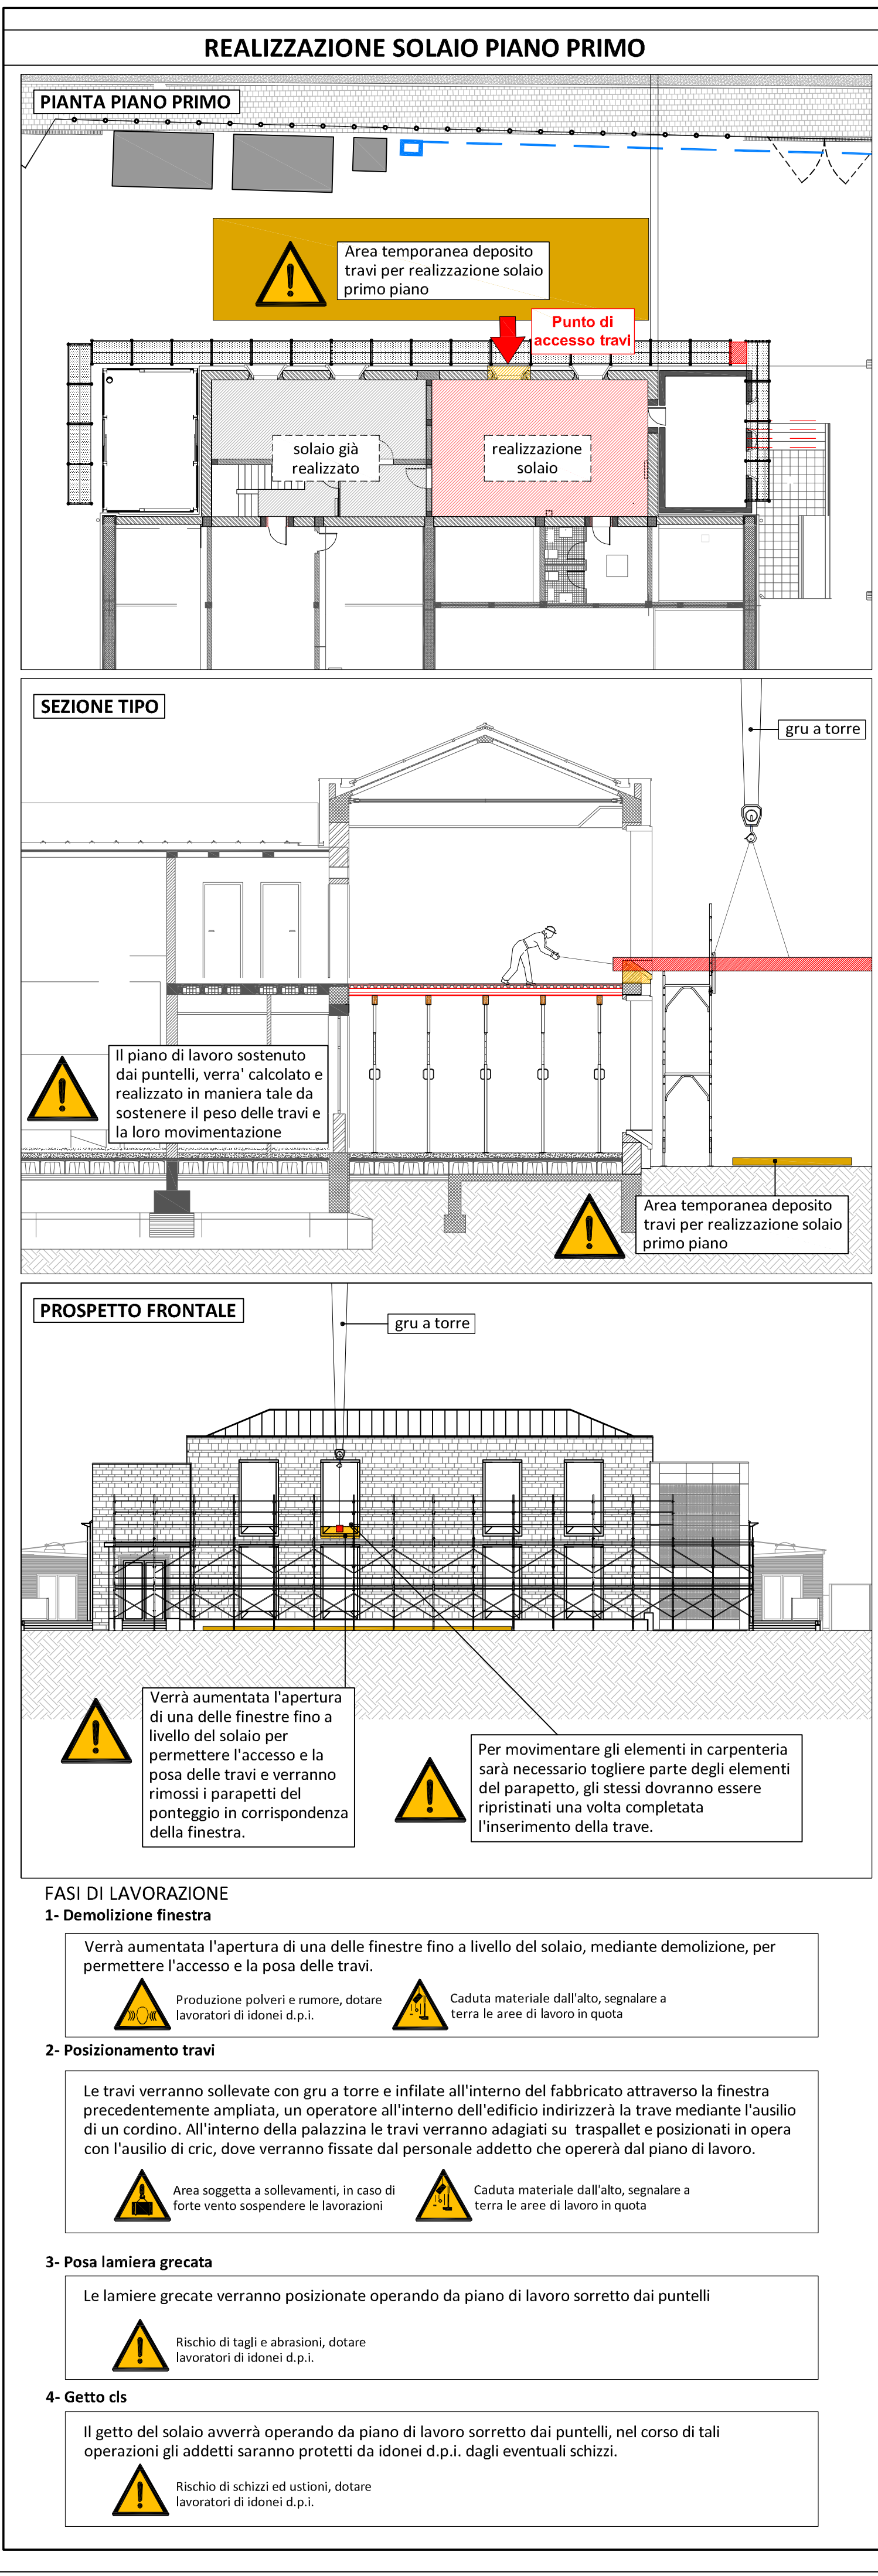 REALIZZAZIONE SOLAIO PIANO PRIMO
PIANTA PIANO PRIMO
Area temporanea deposito
travi per realizzazione solaio
primo piano
Punto di
accesso travi
solaio già
realizzato
realizzazione
solaio
SEZIONE TIPO
gru a torre
Il piano di lavoro sostenuto
dai puntelli, verra' calcolato e
realizzato in maniera tale da
sostenere il peso delle travi e
la loro movimentazione
Area temporanea deposito
travi per realizzazione solaio
primo piano
PROSPETTO FRONTALE
gru a torre
Verrà aumentata l'apertura
di una delle finestre fino a
livello del solaio per
permettere l'accesso e la
posa delle travi e verranno
rimossi i parapetti del
ponteggio in corrispondenza
della finestra.
Per movimentare gli elementi in carpenteria
sarà necessario togliere parte degli elementi
del parapetto, gli stessi dovranno essere
ripristinati una volta completata
l'inserimento della trave.
FASI DI LAVORAZIONE
1- Demolizione finestra
Verrà aumentata l'apertura di una delle finestre fino a livello del solaio, mediante demolizione, per
permettere l'accesso e la posa delle travi.
Produzione polveri e rumore, dotare
lavoratori di idonei d.p.i.
Caduta materiale dall'alto, segnalare a
terra le aree di lavoro in quota
2- Posizionamento travi
Le travi verranno sollevate con gru a torre e infilate all'interno del fabbricato attraverso la finestra
precedentemente ampliata, un operatore all'interno dell'edificio indirizzerà la trave mediante l'ausilio
di un cordino. All'interno della palazzina le travi verranno adagiati su traspallet e posizionati in opera
con l'ausilio di cric, dove verranno fissate dal personale addetto che opererà dal piano di lavoro.
Area soggetta a sollevamenti, in caso di
forte vento sospendere le lavorazioni
Caduta materiale dall'alto, segnalare a
terra le aree di lavoro in quota
3- Posa lamiera grecata
Le lamiere grecate verranno posizionate operando da piano di lavoro sorretto dai puntelli
Rischio di tagli e abrasioni, dotare
lavoratori di idonei d.p.i.
4- Getto cls
Il getto del solaio avverrà operando da piano di lavoro sorretto dai puntelli, nel corso di tali
operazioni gli addetti saranno protetti da idonei d.p.i. dagli eventuali schizzi.
Rischio di schizzi ed ustioni, dotare
lavoratori di idonei d.p.i.